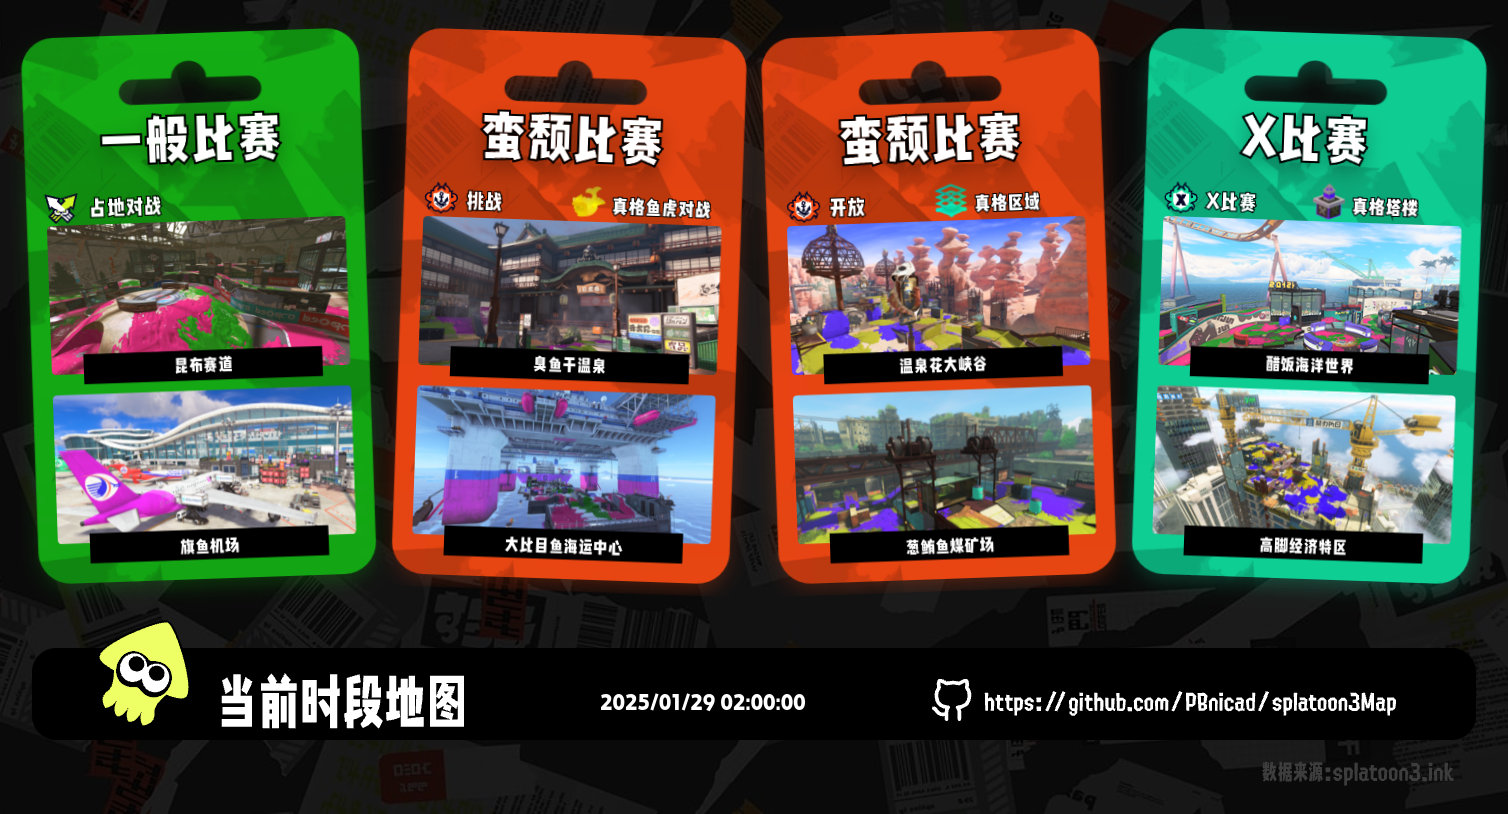 一般比赛
占地对战
昆布赛道
旗鱼机场
蛮颓比赛
挑战
真格鱼虎对战
臭鱼干温泉
大比目鱼海运中心
蛮颓比赛
开放
真格区域
温泉花大峡谷
葱鲔鱼煤矿场
X比赛
X比赛
真格塔楼
醋饭海洋世界
高脚经济特区
当前时段地图
2025/01/29 02:00:00
https://github.com/PBnicad/splatoon3Map
数据来源:splatoon3.ink